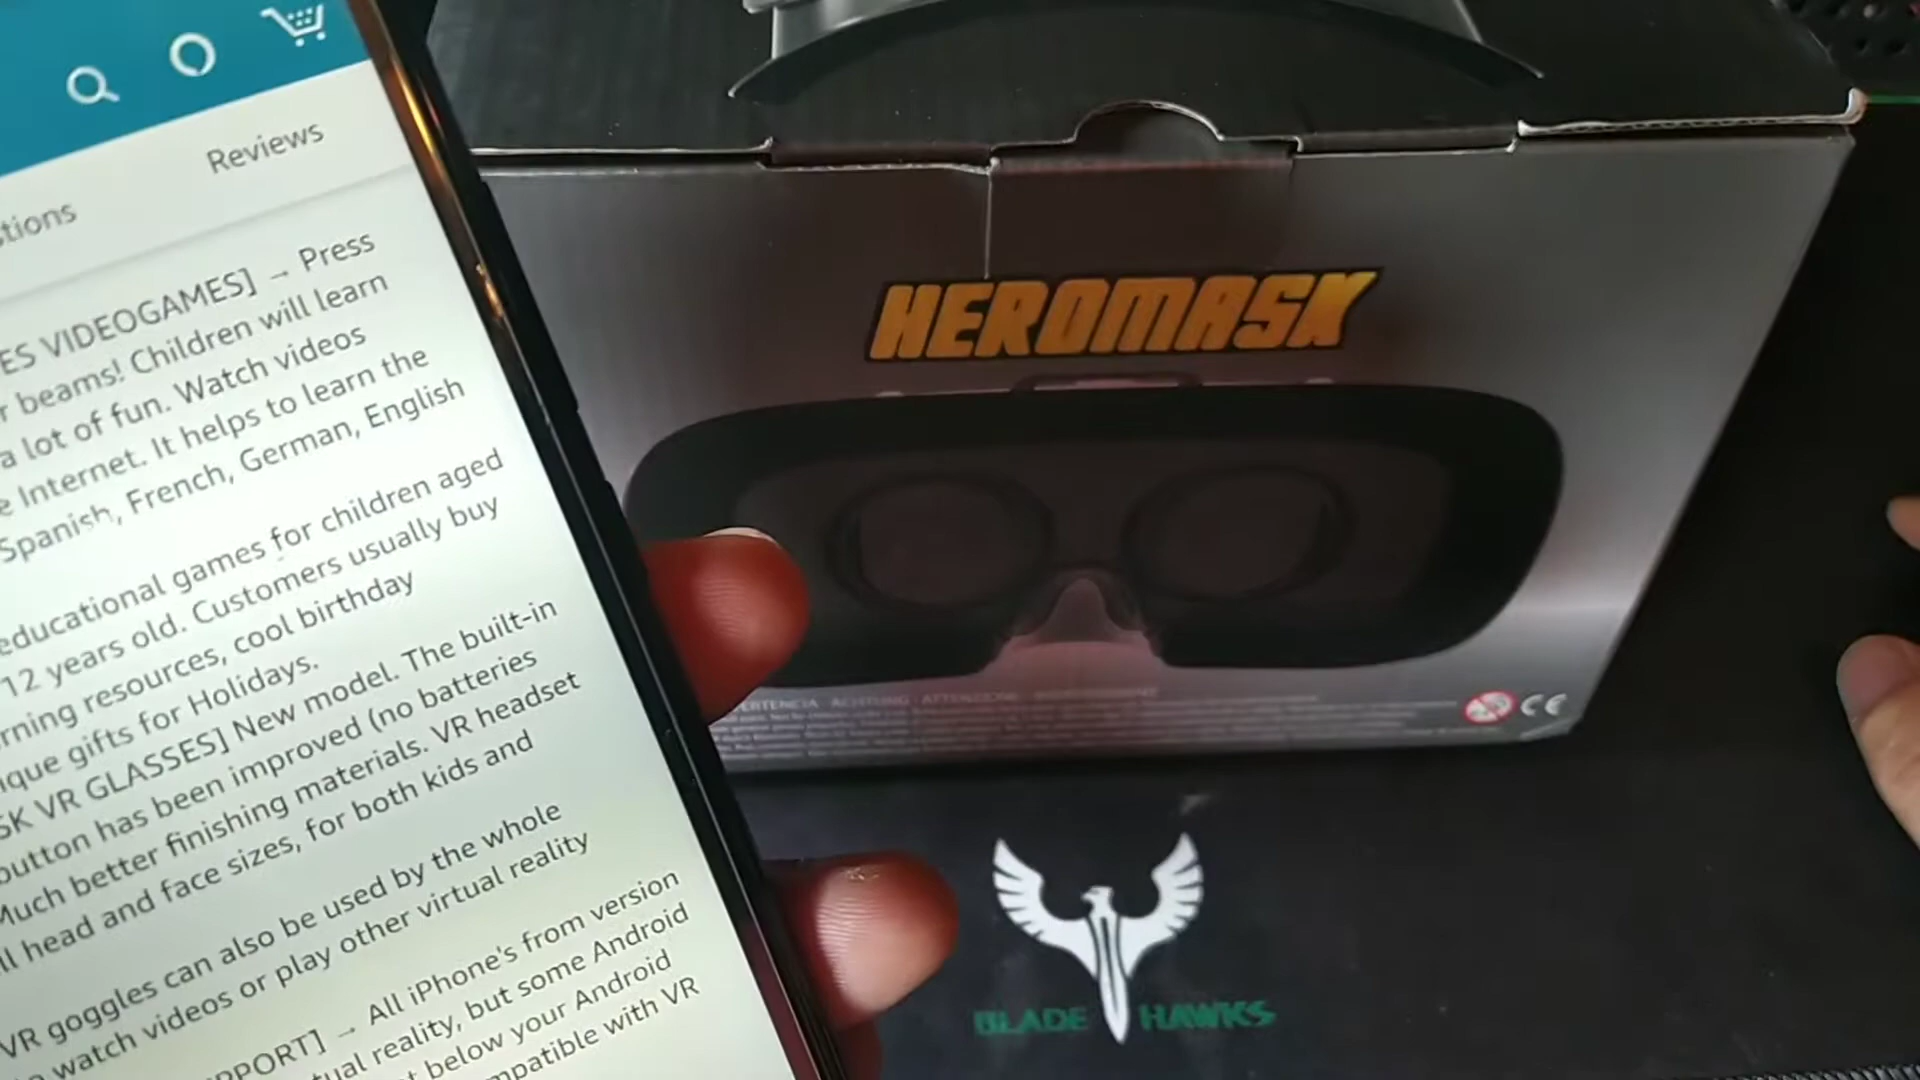 Reviews
stions
ES VIDEOGAMES] → Press
r beams! Children will learn
a lot of fun. Watch videos
e Internet. It helps to learn the
Spanish, French, German, English
educational games for children aged
12 years old. Customers usually buy
rning resources, cool birthday
ique gifts for Holidays.
SK VR GLASSES] New model. The built-in
button has been improved (no batteries
Much better finishing materials. VR headset
ll head and face sizes, for both kids and
VR goggles can also be used by the whole
o watch videos or play other virtual reality
PPORT] → All iPhone's from version
tual reality, but some Android
t below your Android
mpatible with VR
HEROMASK
ACHTUNG
CE
BLADE HAWKS